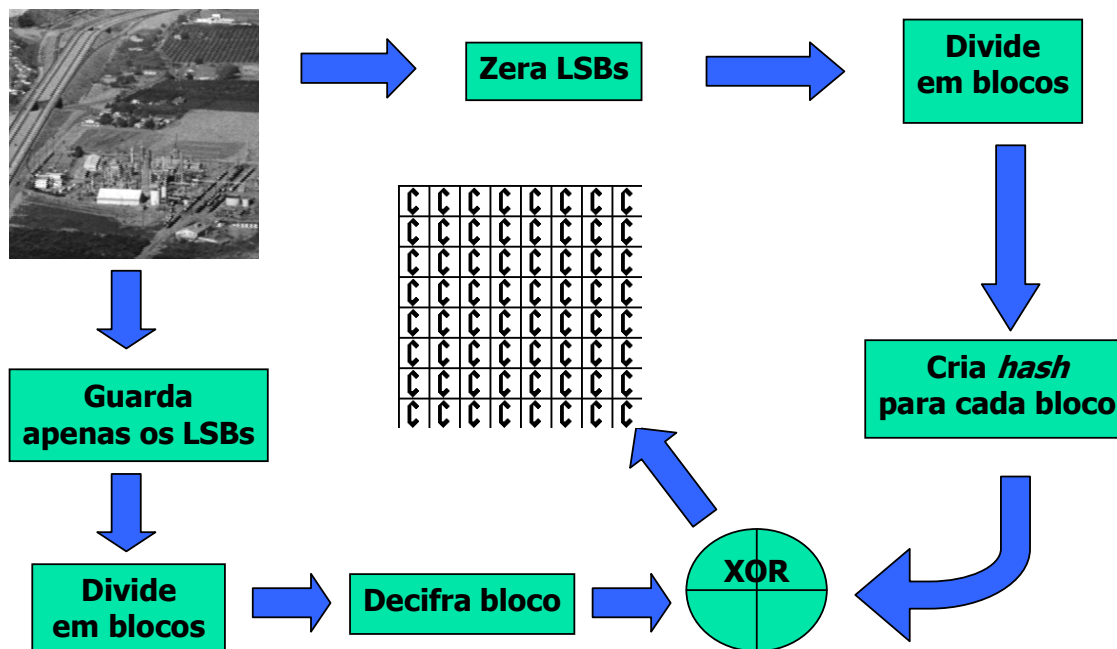 Zera LSBs
Divide
em blocos
C C C C C C C C
C C C C C C C C
C C C C C C C C
C C C C C C C C
C C C C C C C C
C C C C C C C C
C C C C C C C C
C C C C C C C C
Cria hash
para cada bloco
Guarda
apenas os LSBs
Divide
em blocos
Decifra bloco
XOR